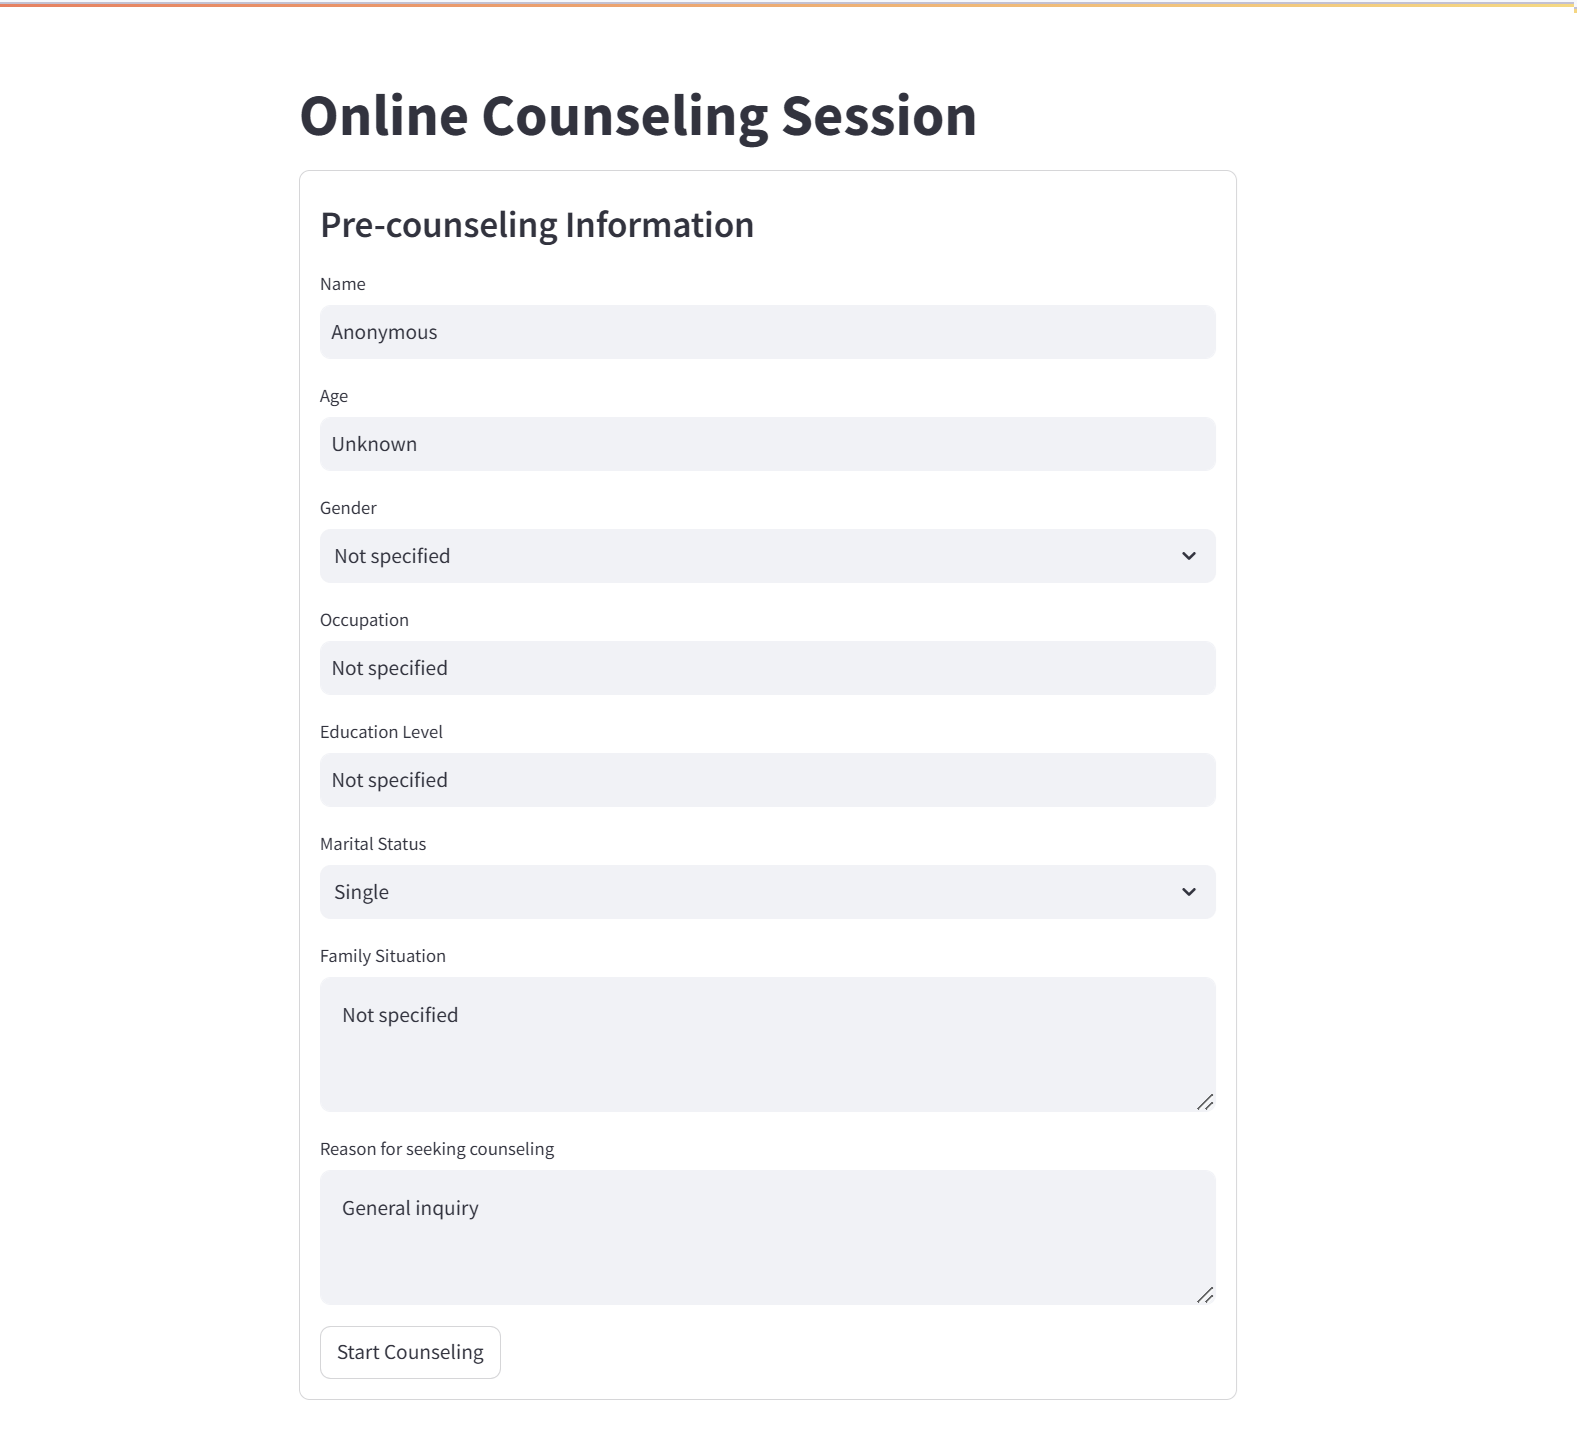 Online Counseling Session
Pre-counseling Information
Name
Anonymous
Age
Unknown
Gender
Not specified
Occupation
Not specified
Education Level
Not specified
Marital Status
Single
Family Situation
Not specified
Reason for seeking counseling
General inquiry
Start Counseling